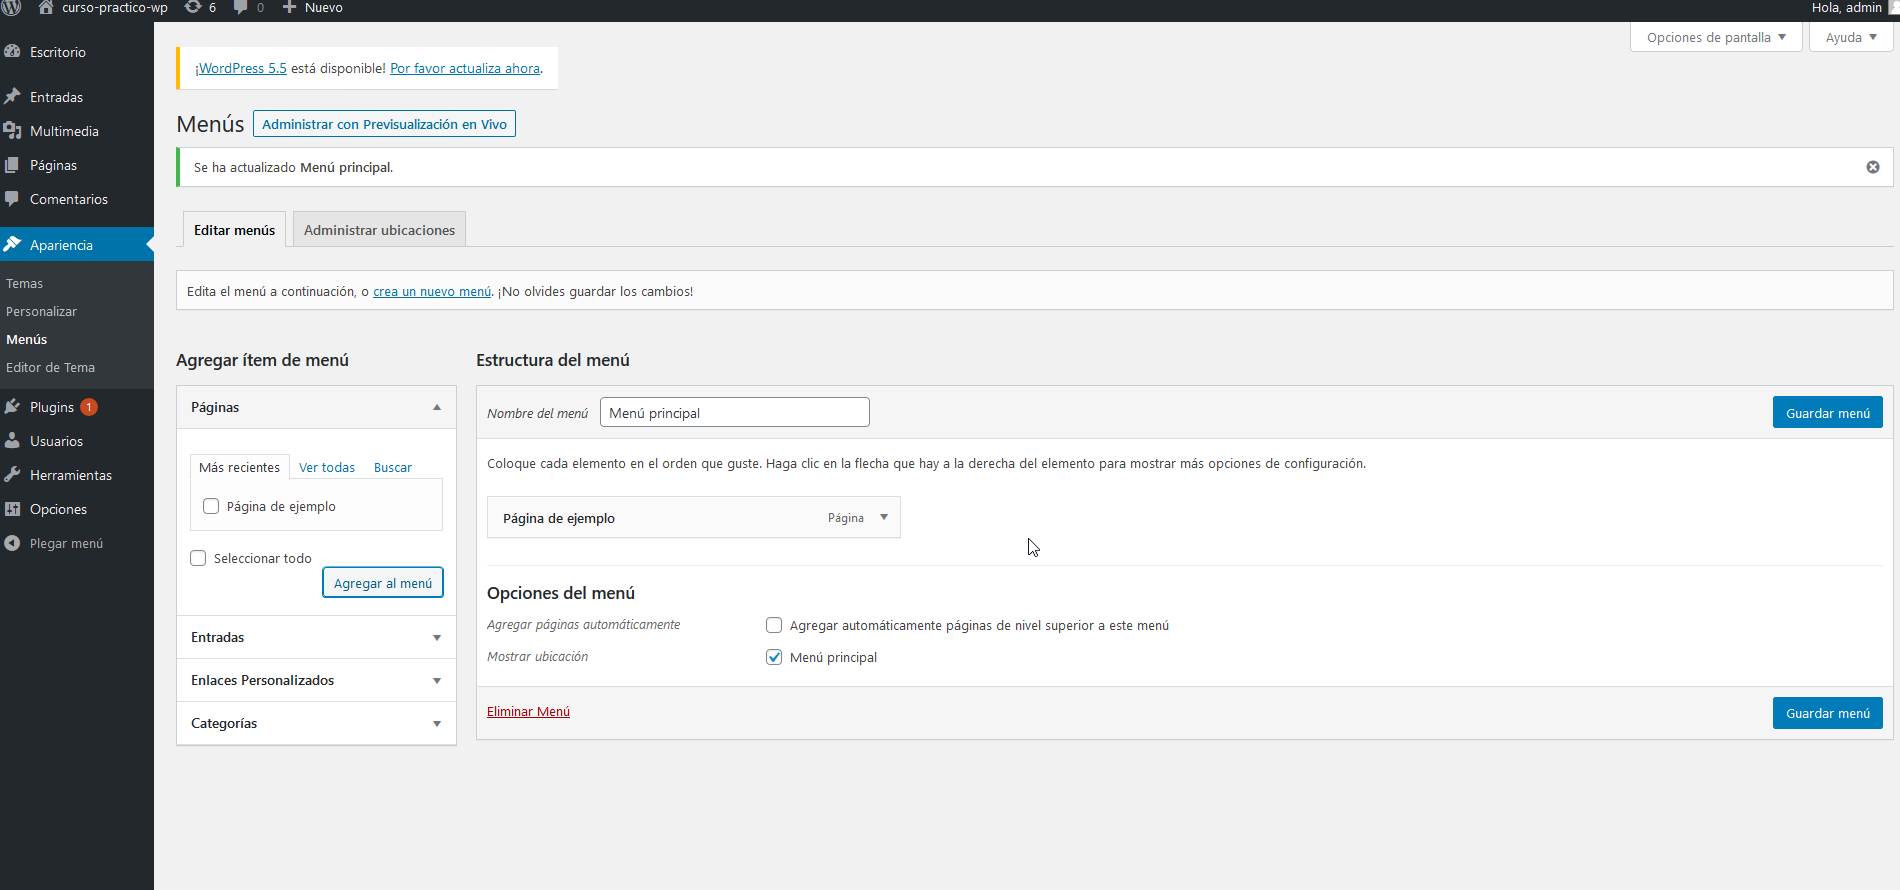 curso-practico-wp 6 0 Nuevo Hola, admin
Opciones de pantalla Ayuda
Escritorio
Entradas
Multimedia
Páginas
Comentarios
Apariencia
Temas
Personalizar
Menús
Editor de Tema
Plugins 1
Usuarios
Herramientas
Opciones
Plegar menú
¡WordPress 5.5 está disponible! Por favor actualiza ahora.
Menús Administrar con Previsualización en Vivo
Se ha actualizado Menú principal.
Editar menús Administrar ubicaciones
Edita el menú a continuación, o crea un nuevo menú. ¡No olvides guardar los cambios!
Agregar ítem de menú
Páginas
Más recientes Ver todas Buscar
Página de ejemplo
Seleccionar todo
Agregar al menú
Entradas
Enlaces Personalizados
Categorías
Estructura del menú
Nombre del menú Menú principal Guardar menú
Coloque cada elemento en el orden que guste. Haga clic en la flecha que hay a la derecha del elemento para mostrar más opciones de configuración.
Página de ejemplo Página
Opciones del menú
Agregar páginas automáticamente Agregar automáticamente páginas de nivel superior a este menú
Mostrar ubicación Menú principal
Eliminar Menú Guardar menú